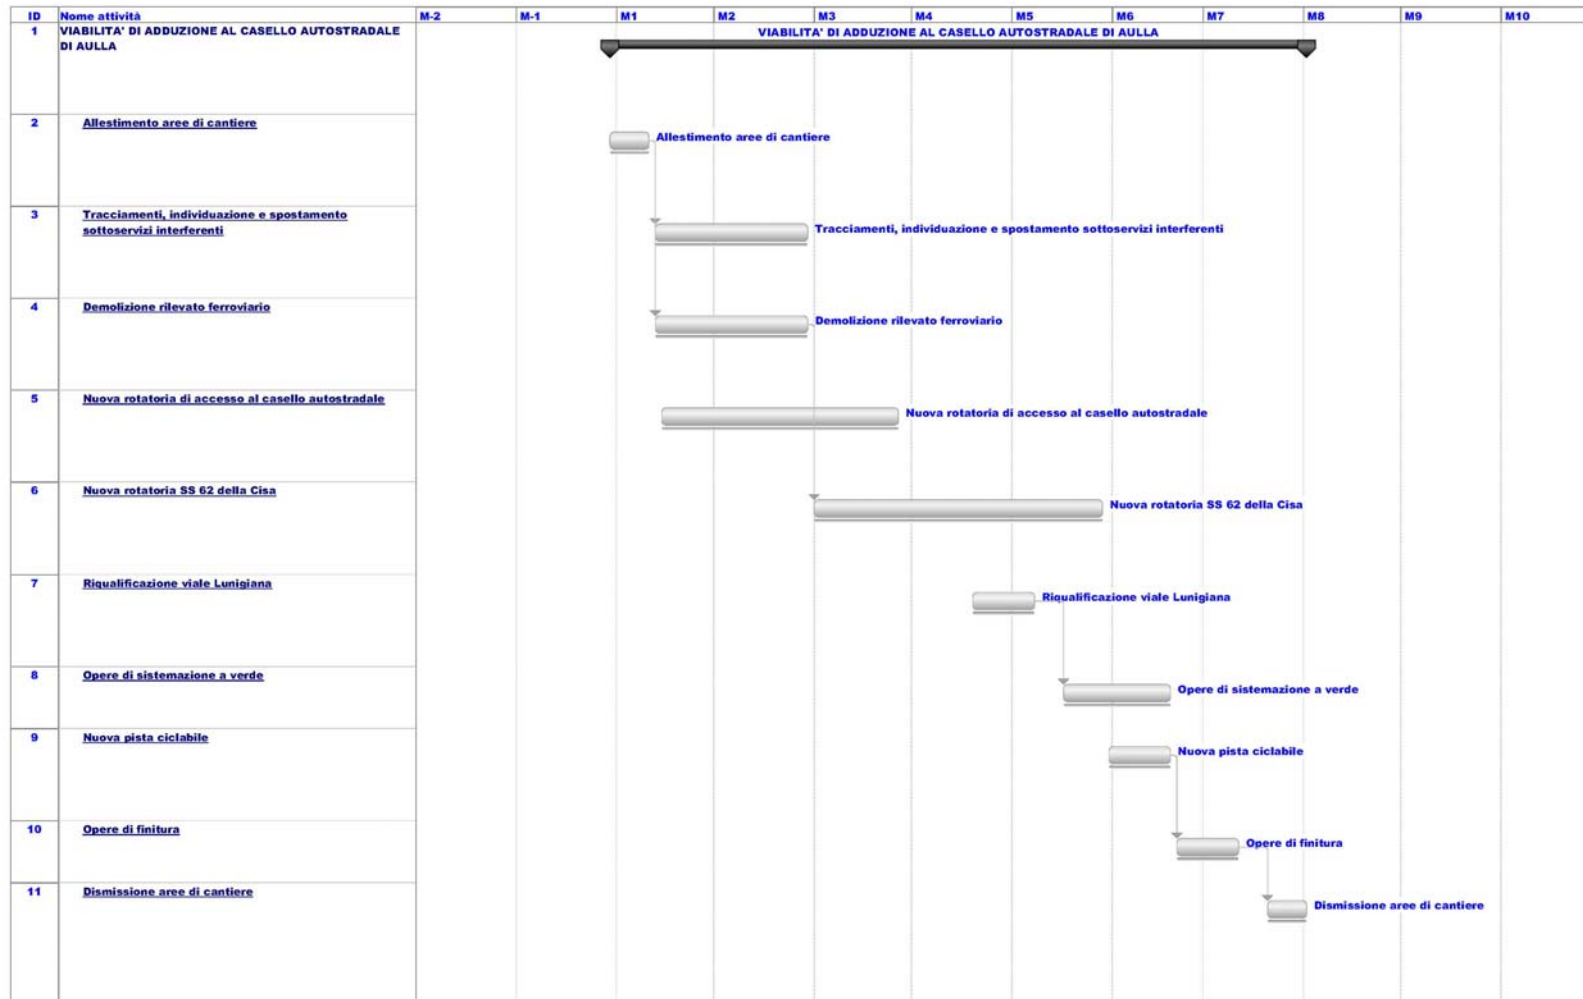 ID Nome attività M-2 M-1 M1 M2 M3 M4 M5 M6 M7 M8 M9 M10
1 VIABILITA' DI ADDUZIONE AL CASELLO AUTOSTRADALE
DI AULLA
VIABILITA' DI ADDUZIONE AL CASELLO AUTOSTRADALE DI AULLA
2 Allestimento aree di cantiere
Allestimento aree di cantiere
3 Tracciamenti, individuazione e spostamento
sottoservizi interferenti
Tracciamenti, individuazione e spostamento sottoservizi interferenti
4 Demolizione rilevato ferroviario
Demolizione rilevato ferroviario
5 Nuova rotatoria di accesso al casello autostradale
Nuova rotatoria di accesso al casello autostradale
6 Nuova rotatoria SS 62 della Cisa
Nuova rotatoria SS 62 della Cisa
7 Riqualificazione viale Lunigiana
Riqualificazione viale Lunigiana
8 Opere di sistemazione a verde
Opere di sistemazione a verde
9 Nuova pista ciclabile
Nuova pista ciclabile
10 Opere di finitura
Opere di finitura
11 Dismissione aree di cantiere
Dismissione aree di cantiere